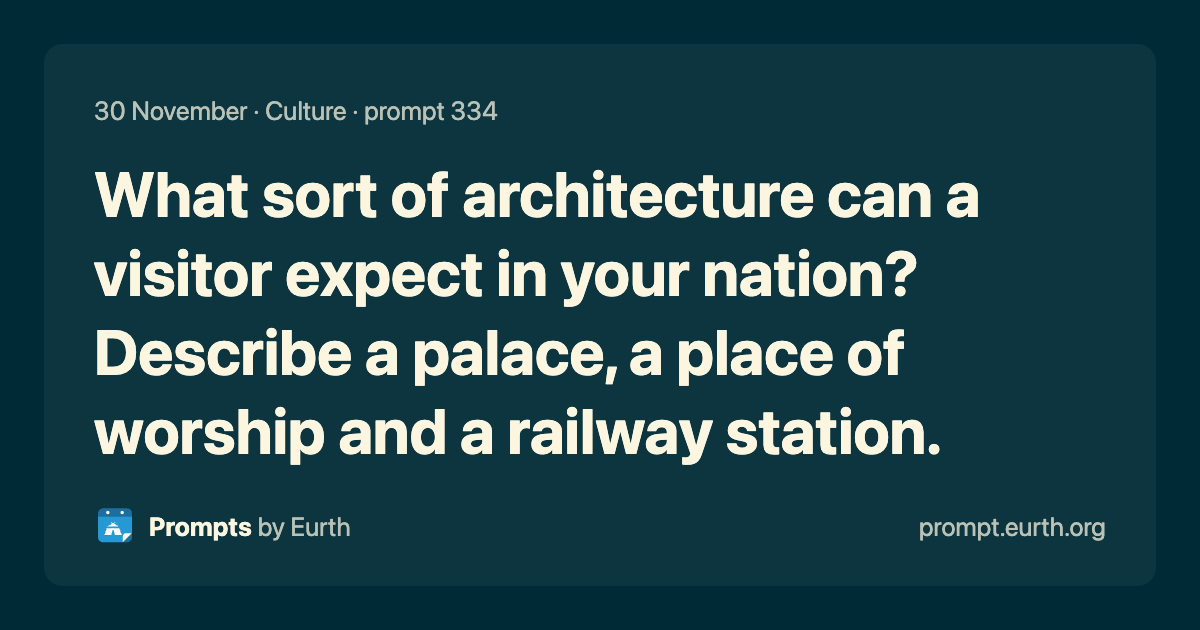 30 November · Culture · prompt 334
What sort of architecture can a
visitor expect in your nation?
Describe a palace, a place of
worship and a railway station.
Prompts by Eurth
prompt.eurth.org